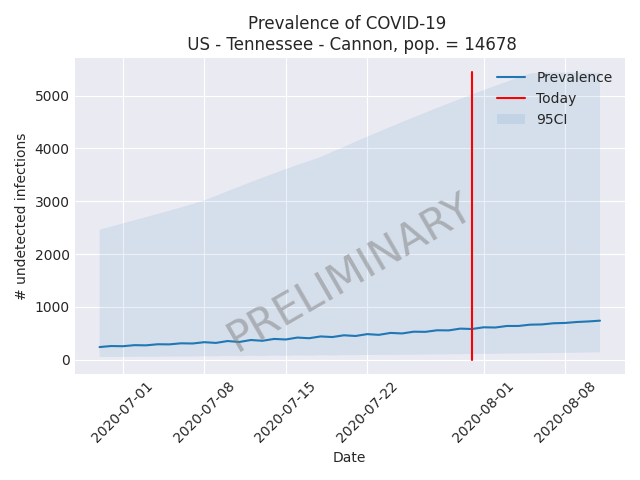 Prevalence of COVID-19
US - Tennessee - Cannon, pop. = 14678
Prevalence
Today
95CI
5000
4000
3000
2000
1000
0
# undetected infections
PRELIMINARY
2020-07-01
2020-07-08
2020-07-15
2020-07-22
2020-08-01
2020-08-08
Date